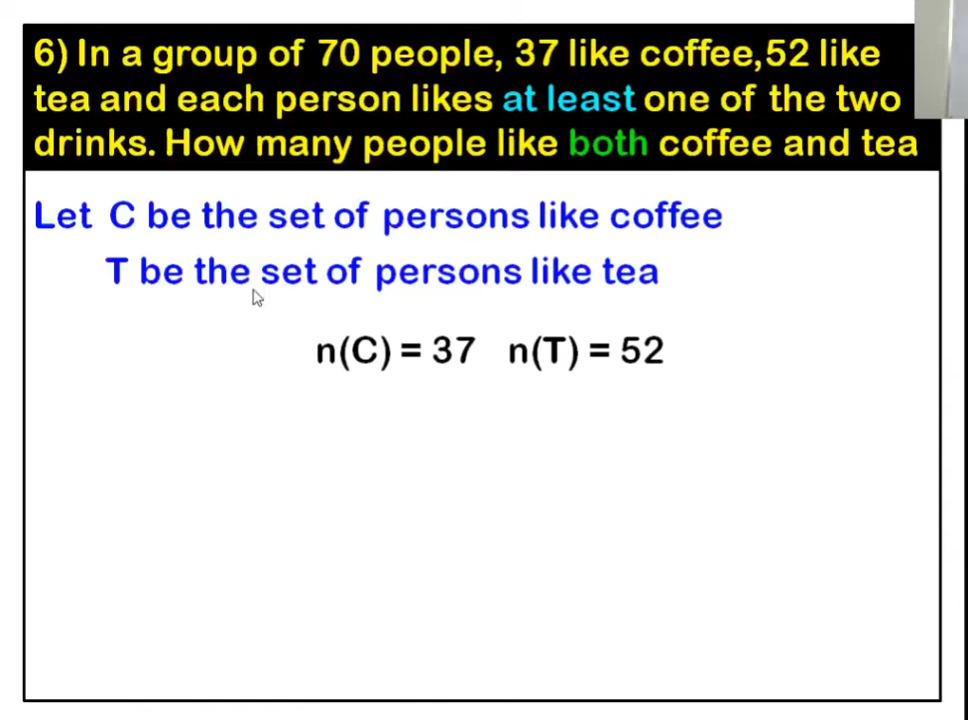 6) In a group of 70 people, 37 like coffee,52 like
tea and each person likes at least one of the two
drinks. How many people like both coffee and tea
Let C be the set of persons like coffee
T be the set of persons like tea
n(C) = 37 n(T) = 52